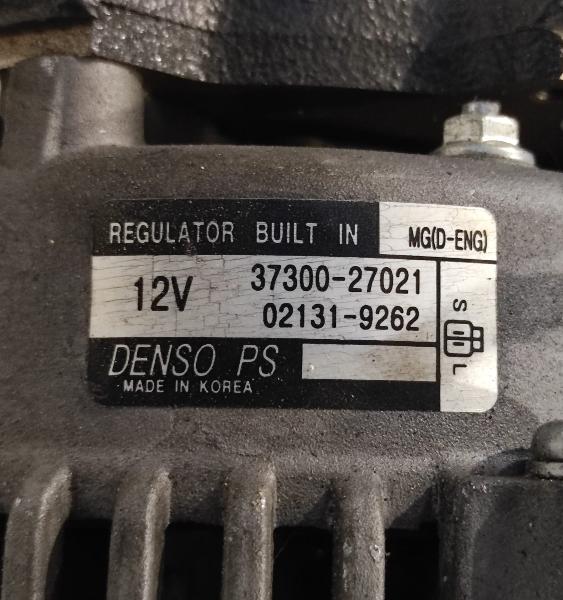 REGULATOR BUILT IN
MG(D-ENG)
12V
37300-27021
02131-9262
S
L
DENSO PS
MADE IN KOREA